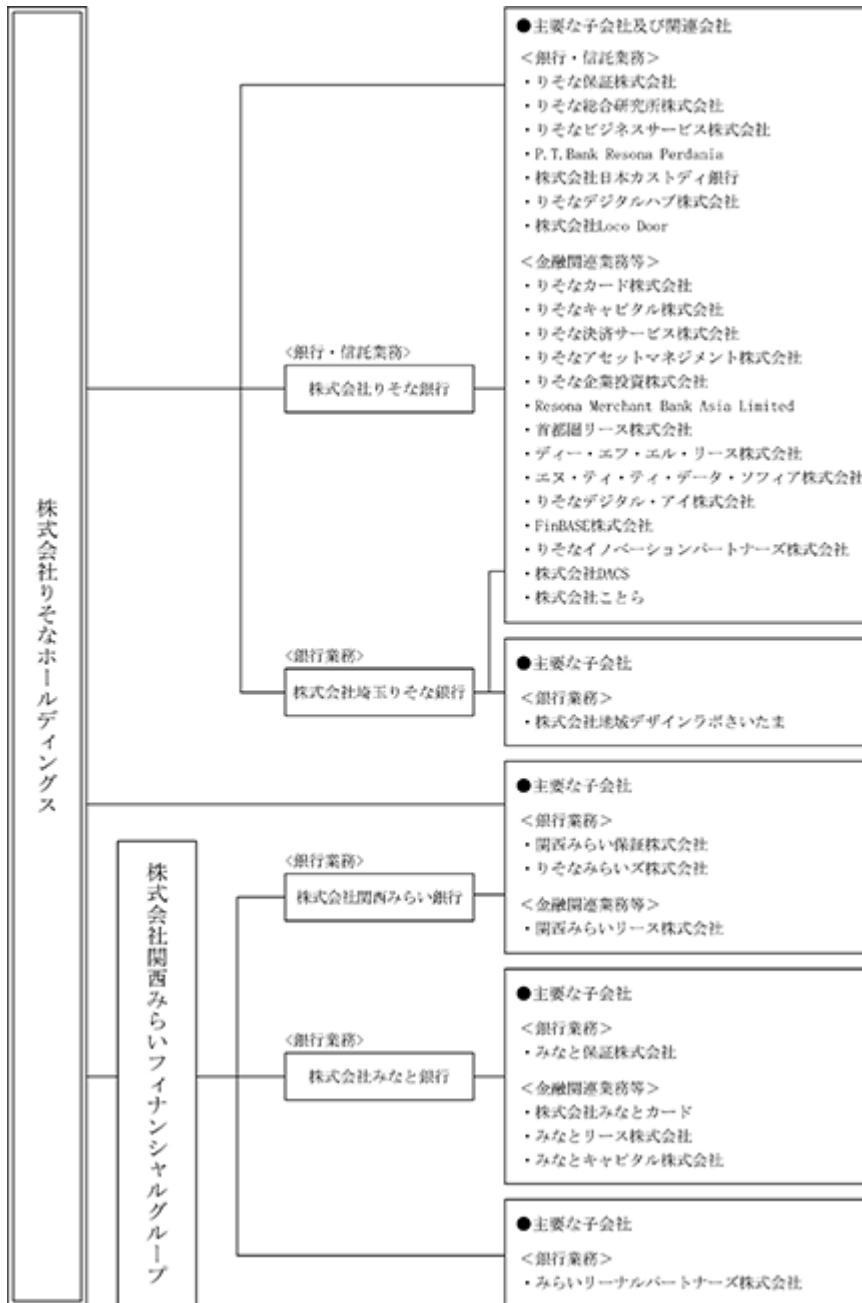 株式会社りそなホールディングス
●主要な子会社及び関連会社
<銀行・信託業務>
・りそな保証株式会社
・りそな総合研究所株式会社
・りそなビジネスサービス株式会社
・P.T.Bank Resona Perdania
・株式会社日本カストディ銀行
・りそなデジタルハブ株式会社
・株式会社Loco Door
<金融関連業務等>
・りそなカード株式会社
・りそなキャピタル株式会社
・りそな決済サービス株式会社
・りそなアセットマネジメント株式会社
・りそな企業投資株式会社
・Resona Merchant Bank Asia Limited
・首都圏リース株式会社
・ディー・エフ・エル・リース株式会社
・エヌ・ティ・ティ・データ・ソフィア株式会社
・りそなデジタル・アイ株式会社
・FinBASE株式会社
・りそなイノベーションパートナーズ株式会社
・株式会社DACS
・株式会社ことら
<銀行・信託業務>
株式会社りそな銀行
<銀行業務>
株式会社埼玉りそな銀行
●主要な子会社
<銀行業務>
・株式会社地域デザインラボさいたま
●主要な子会社
<銀行業務>
・関西みらい保証株式会社
・りそなみらいズ株式会社
<金融関連業務等>
・関西みらいリース株式会社
株式会社関西みらいフィナンシャルグループ
<銀行業務>
株式会社関西みらい銀行
<銀行業務>
株式会社みなと銀行
●主要な子会社
<銀行業務>
・みなと保証株式会社
<金融関連業務等>
・株式会社みなとカード
・みなとリース株式会社
・みなとキャピタル株式会社
●主要な子会社
<銀行業務>
・みらいリーナルパートナーズ株式会社